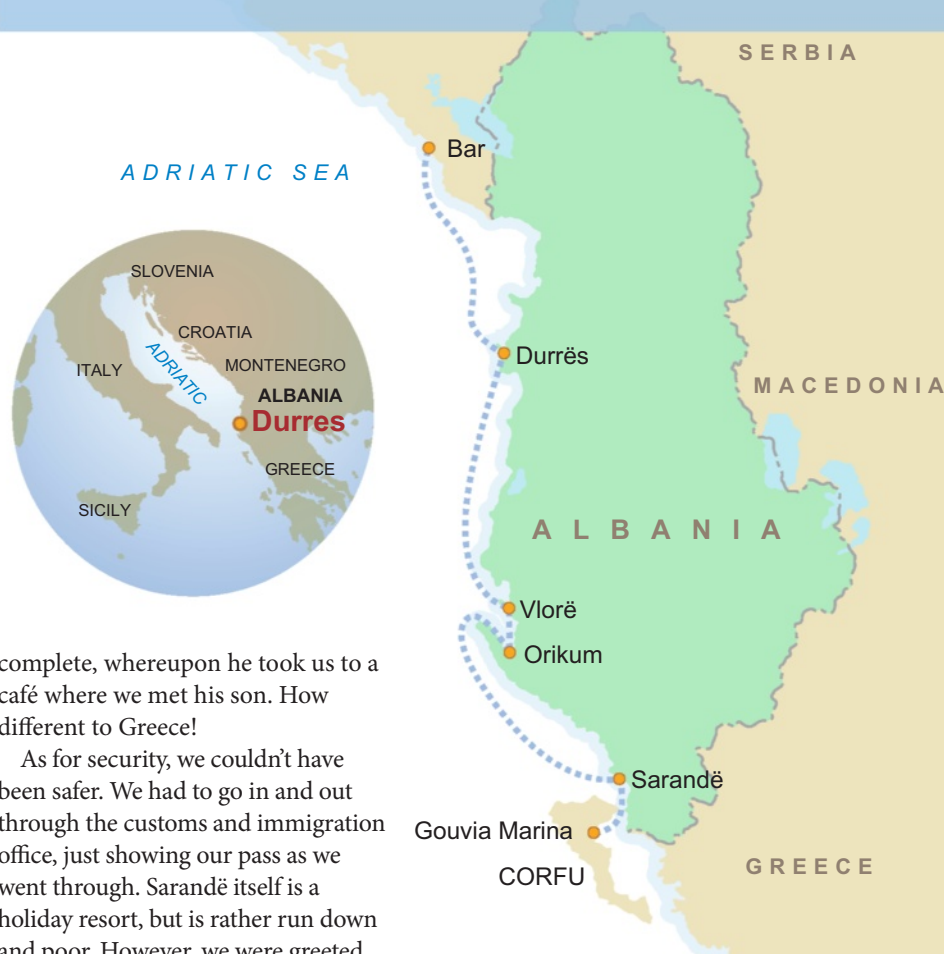 SERBIA
Bar
ADRIATIC SEA
SLOVENIA
CROATIA
ITALY
ADRIATIC
MONTENEGRO
ALBANIA
Durres
GREECE
SICILY
Durrës
MACEDONIA
ALBANIA
Vlorë
Orikum
Sarandë
Gouvia Marina
CORFU
GREECE
complete, whereupon he took us to a
café where we met his son. How
different to Greece!
As for security, we couldn’t have
been safer. We had to go in and out
through the customs and immigration
office, just showing our pass as we
went through. Sarandë itself is a
holiday resort, but is rather run down
and poor. However, we were greeted